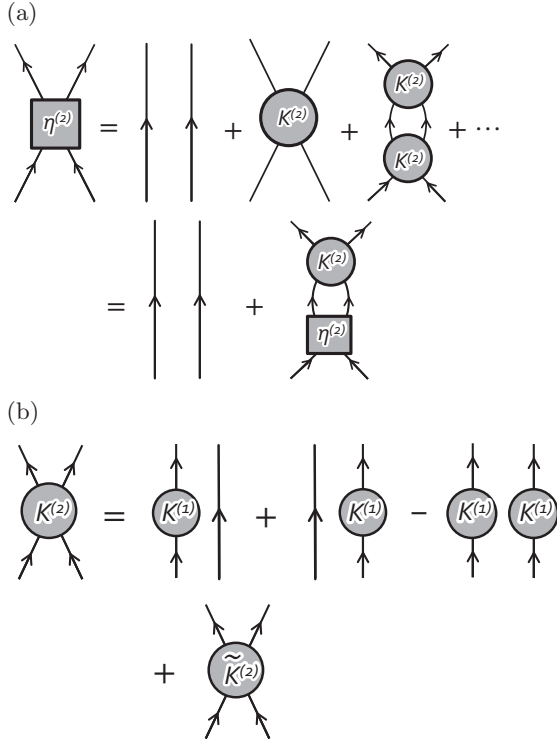 (a)
η(2) = + K(2) + K(2) K(2) + ⋯
= + K(2) η(2)
(b)
K(2) = K(1) + K(1) − K(1) K(1)
+ K̃(2)